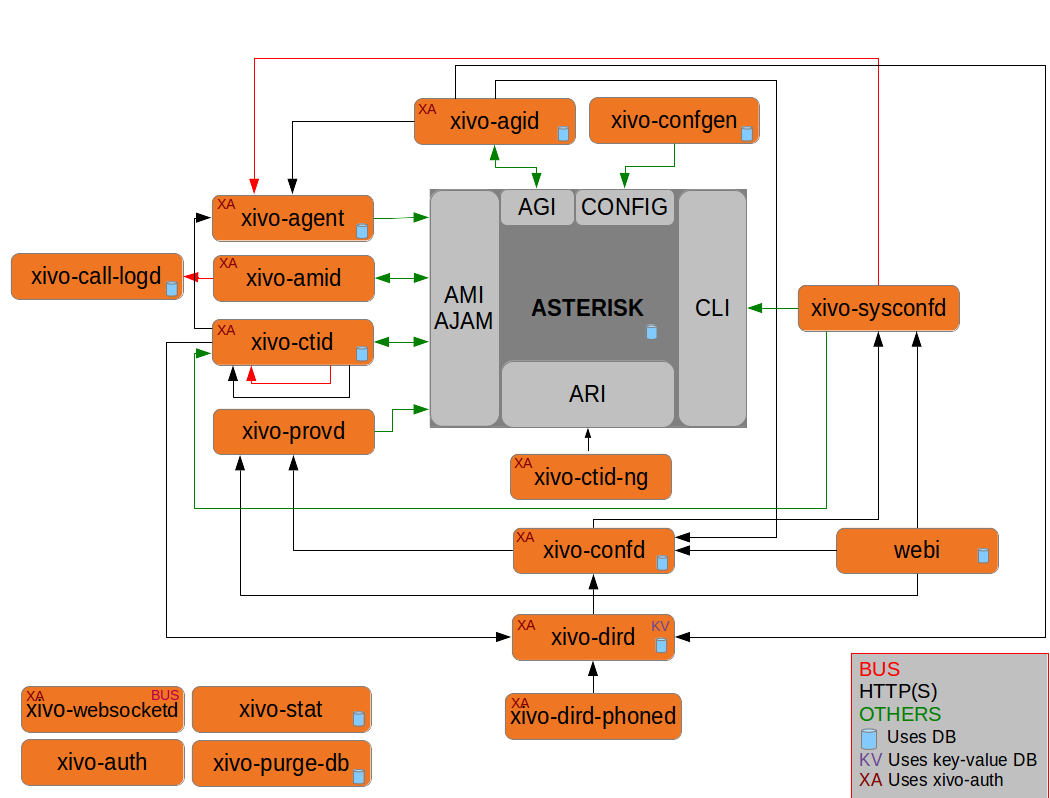 XA
xivo-agid
xivo-confgen
XA
xivo-agent
AGI
CONFIG
XA
xivo-amid
xivo-call-logd
AMI
AJAM
ASTERISK
CLI
xivo-sysconfd
XA
xivo-ctid
ARI
xivo-provd
XA
xivo-ctid-ng
XA
xivo-confd
webi
XA
KV
xivo-dird
XA
xivo-dird-phoned
XA
BUS
xivo-websocketd
xivo-stat
xivo-auth
xivo-purge-db
BUS
HTTP(S)
OTHERS
Uses DB
KV Uses key-value DB
XA Uses xivo-auth